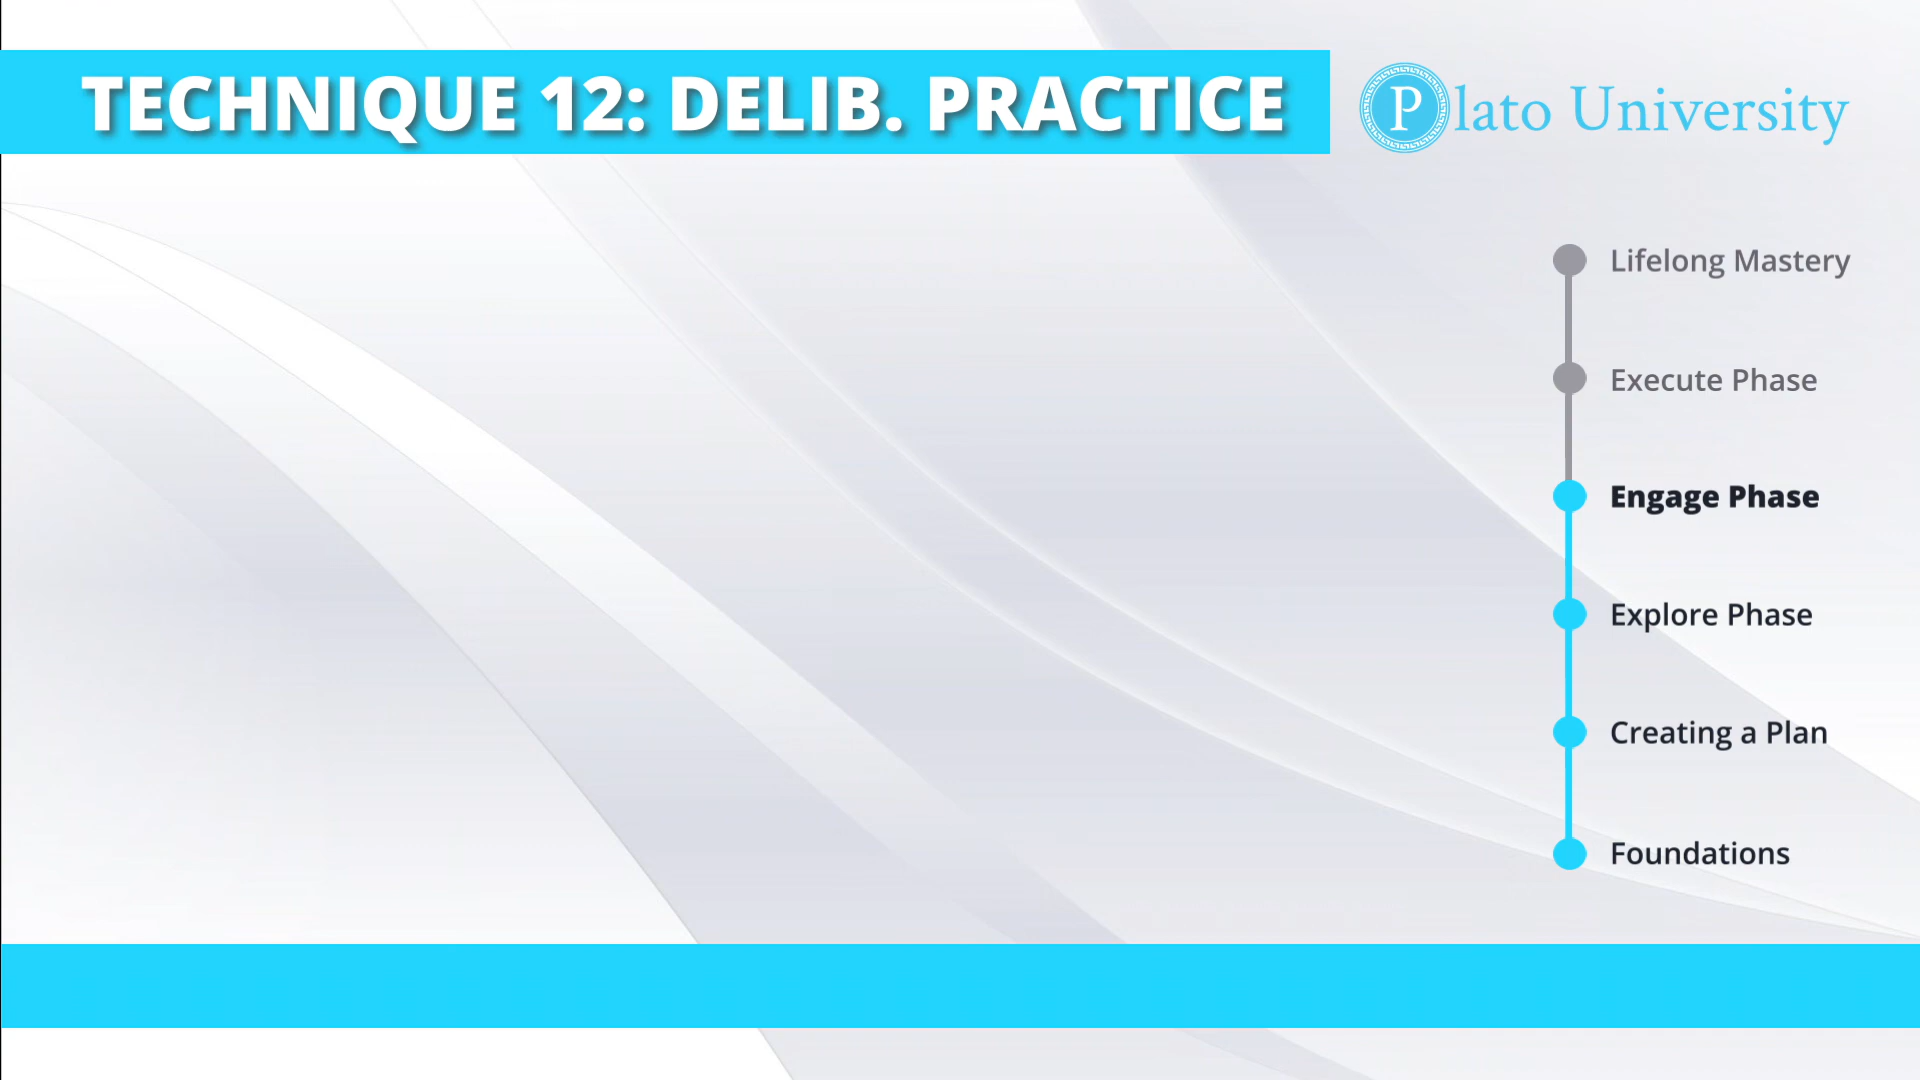 TECHNIQUE 12: DELIB. PRACTICE
Plato University
Lifelong Mastery
Execute Phase
Engage Phase
Explore Phase
Creating a Plan
Foundations